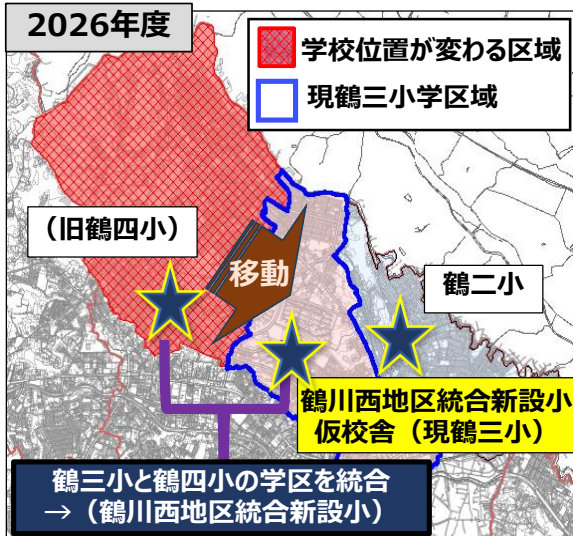 2026年度
学校位置が変わる区域
現鶴三小学区域
（旧鶴四小）
移動
鶴二小
鶴川西地区統合新設小
仮校舎（現鶴三小）
鶴三小と鶴四小の学区を統合
→（鶴川西地区統合新設小）